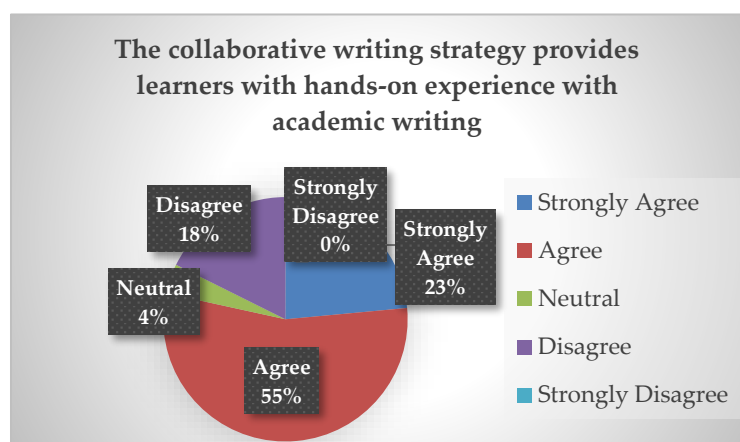 The collaborative writing strategy provides
learners with hands-on experience with
academic writing
Strongly
Disagree
0%
Strongly
Agree
23%
Disagree
18%
Neutral
4%
Agree
55%
Strongly Agree
Agree
Neutral
Disagree
Strongly Disagree